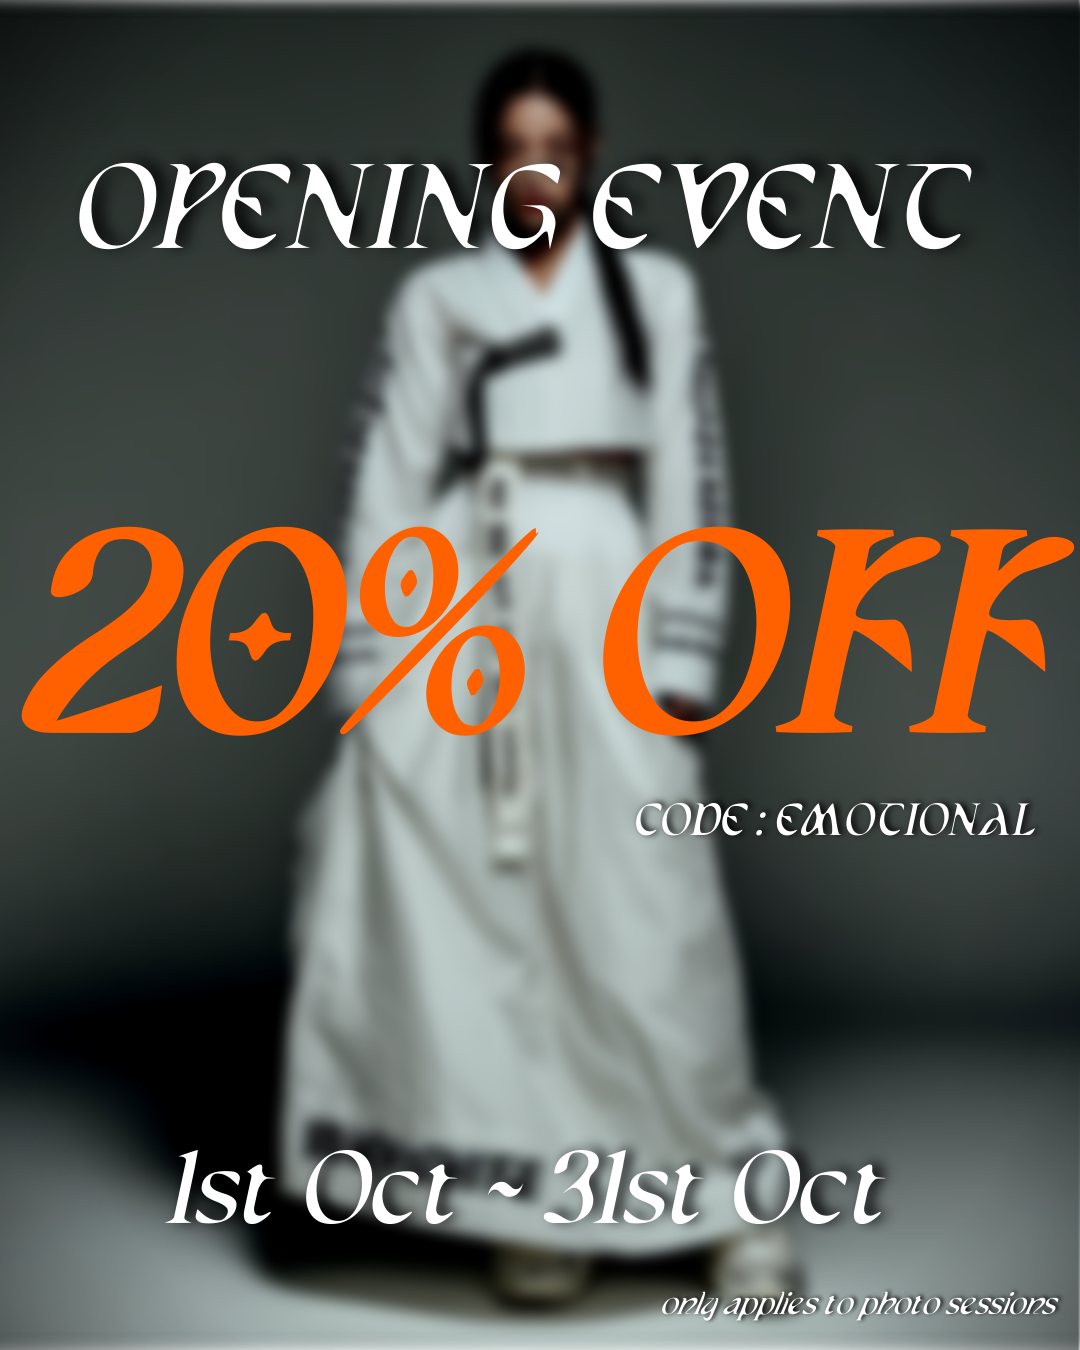 OPENING EVENT
20% OFF
CODE : EMOTIONAL
1st Oct ~ 31st Oct
only applies to photo sessions